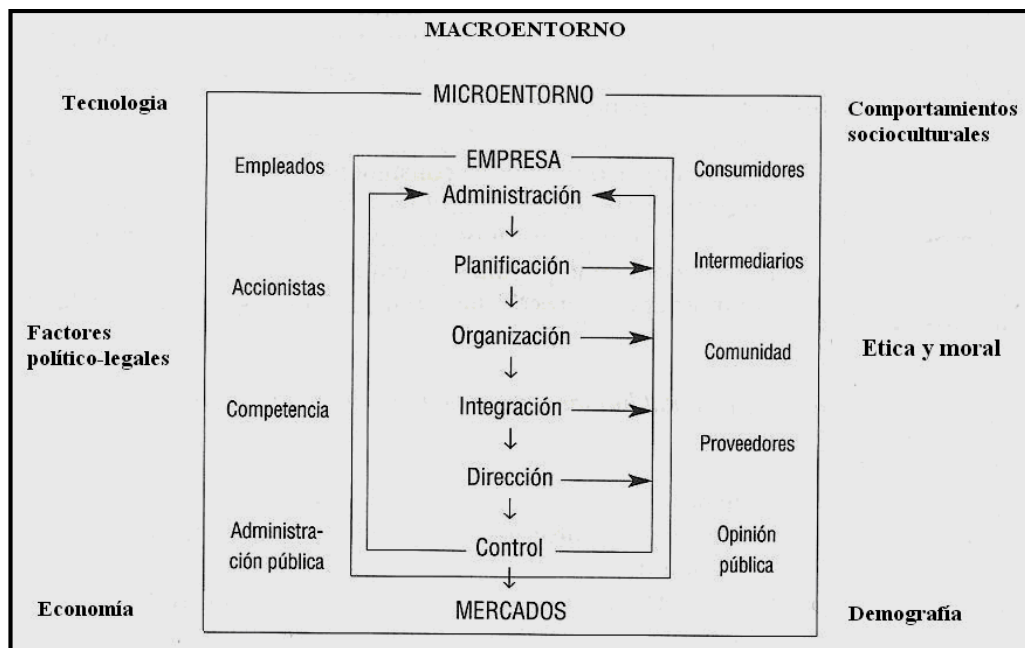 MACROENTORNO
Tecnologia
MICROENTORNO
Comportamientos
socioculturales
Empleados
EMPRESA
Consumidores
Administración
Planificación
Intermediarios
Accionistas
Factores
político-legales
Organización
Comunidad
Etica y moral
Competencia
Integración
Proveedores
Dirección
Administra-
ción pública
Control
Opinión
pública
Economía
MERCADOS
Demografía